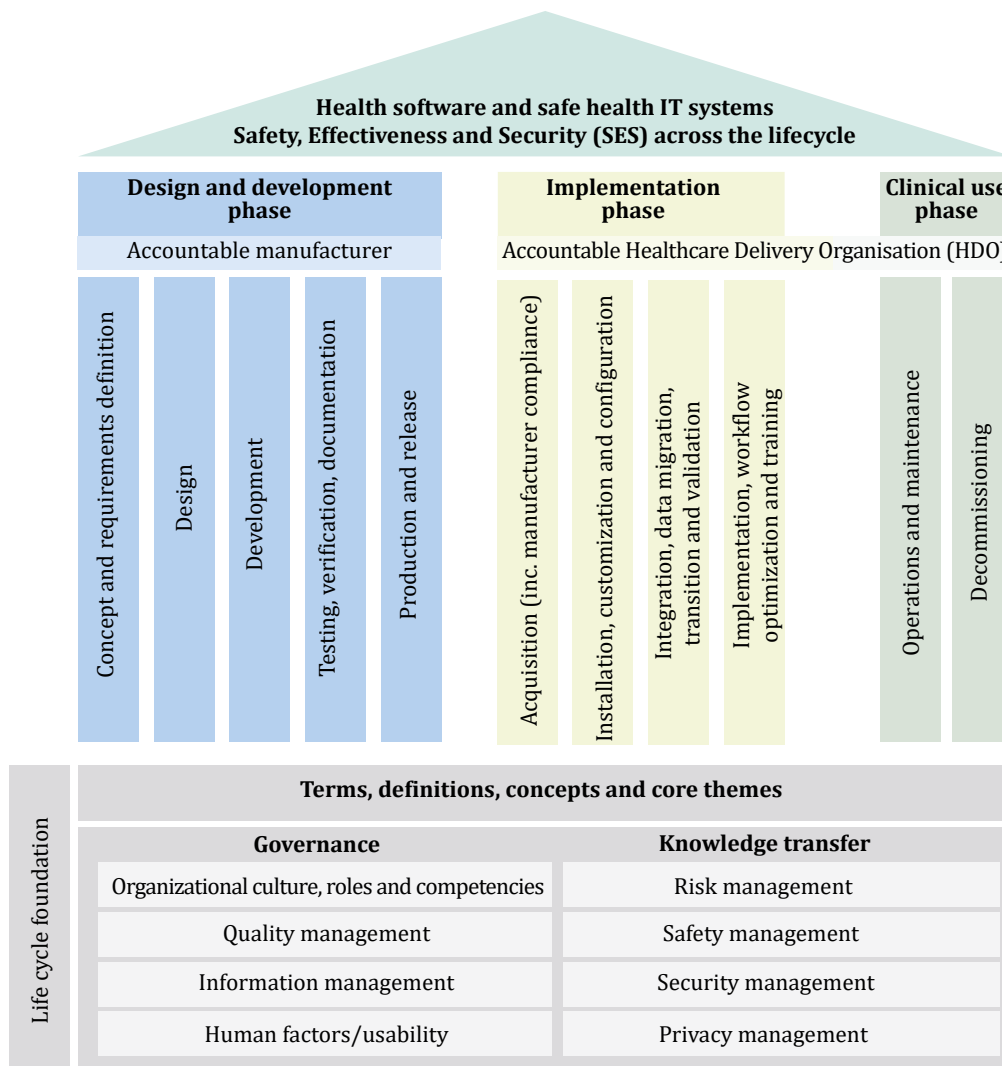 Health software and safe health IT systems
Safety, Effectiveness and Security (SES) across the lifecycle
Design and development
phase
Implementation
phase
Clinical use
phase
Accountable manufacturer
Accountable Healthcare Delivery Organisation (HDO)
Concept and requirements definition
Design
Development
Testing, verification, documentation
Production and release
Acquisition (inc. manufacturer compliance)
Installation, customization and configuration
Integration, data migration,
transition and validation
Implementation, workflow
optimization and training
Operations and maintenance
Decommissioning
Life cycle foundation
Terms, definitions, concepts and core themes
Governance
Knowledge transfer
Organizational culture, roles and competencies
Risk management
Quality management
Safety management
Information management
Security management
Human factors/usability
Privacy management